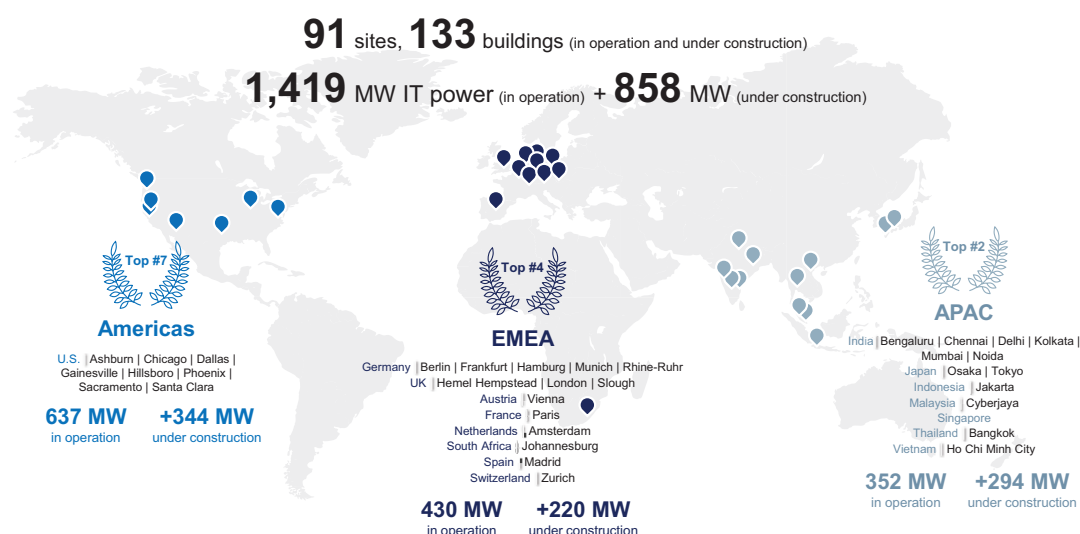 91 sites, 133 buildings (in operation and under construction)
1,419 MW IT power (in operation) + 858 MW (under construction)
Top #7
Americas
U.S. | Ashburn | Chicago | Dallas |
Gainesville | Hillsboro | Phoenix |
Sacramento | Santa Clara
637 MW
in operation
+344 MW
under construction
Top #4
EMEA
Germany | Berlin | Frankfurt | Hamburg | Munich | Rhine-Ruhr
UK | Hemel Hempstead | London | Slough
Austria | Vienna
France | Paris
Netherlands | Amsterdam
South Africa | Johannesburg
Spain | Madrid
Switzerland | Zurich
430 MW
in operation
+220 MW
under construction
Top #2
APAC
India | Bengaluru | Chennai | Delhi | Kolkata |
Mumbai | Noida
Japan | Osaka | Tokyo
Indonesia | Jakarta
Malaysia | Cyberjaya
Singapore
Thailand | Bangkok
Vietnam | Ho Chi Minh City
352 MW
in operation
+294 MW
under construction